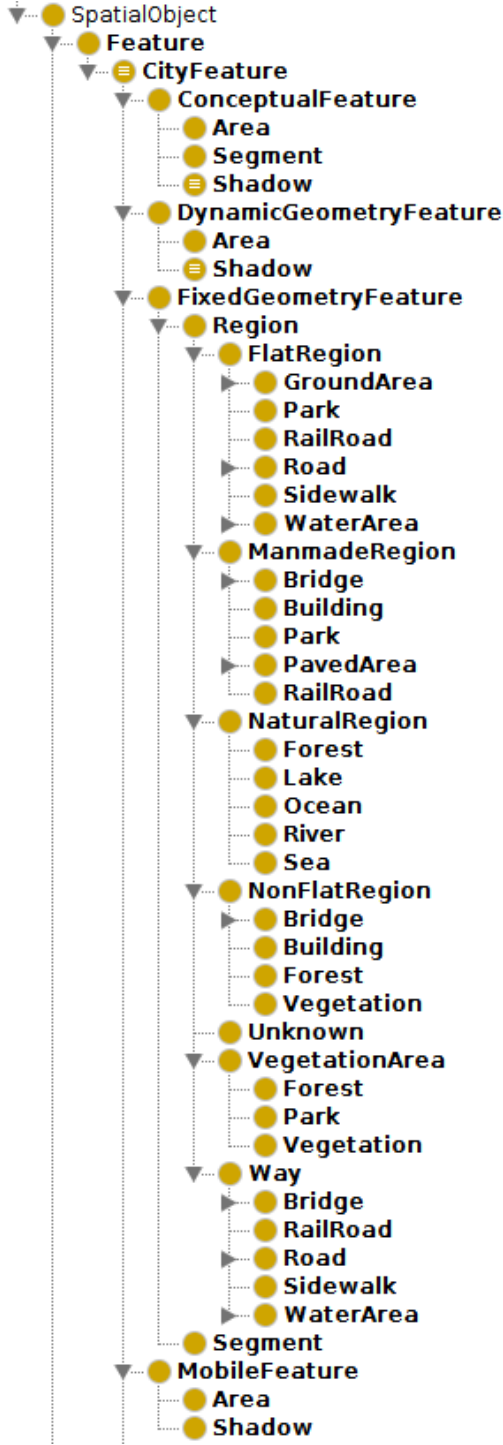 SpatialObject
Feature
CityFeature
ConceptualFeature
Area
Segment
Shadow
DynamicGeometryFeature
Area
Shadow
FixedGeometryFeature
Region
FlatRegion
GroundArea
Park
RailRoad
Road
Sidewalk
WaterArea
ManmadeRegion
Bridge
Building
Park
PavedArea
RailRoad
NaturalRegion
Forest
Lake
Ocean
River
Sea
NonFlatRegion
Bridge
Building
Forest
Vegetation
Unknown
VegetationArea
Forest
Park
Vegetation
Way
Bridge
RailRoad
Road
Sidewalk
WaterArea
Segment
MobileFeature
Area
Shadow